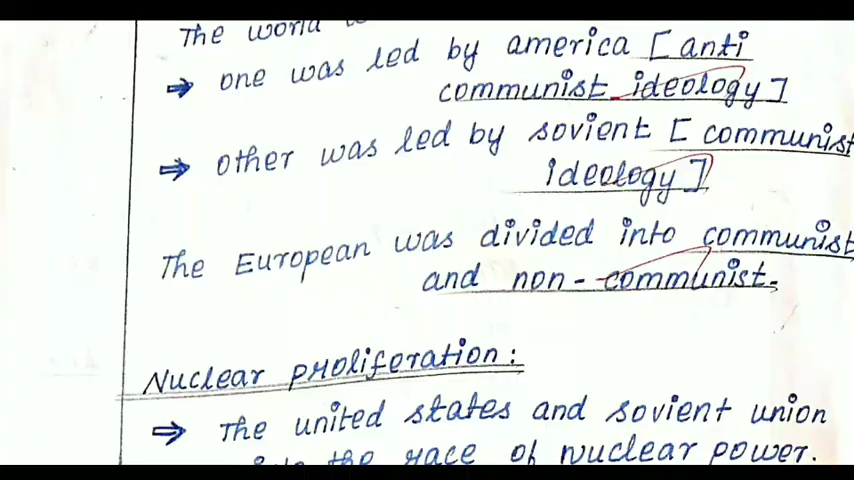 The world
⇒ one was led by america [ anti
communist ideology ]
⇒ other was led by sovient [ communist
ideology ]
The European was divided into communist
and non-communist.
Nuclear proliferation :
⇒ The united states and sovient union
the race of nuclear power.